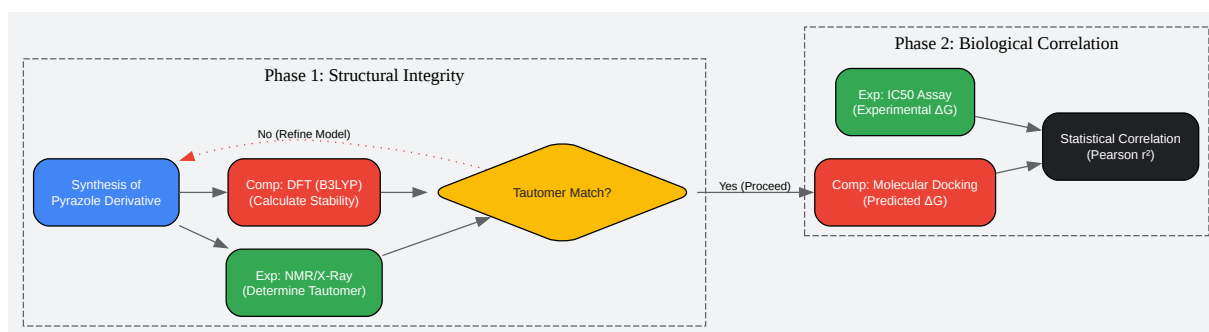 Phase 1: Structural Integrity
No (Refine Model)
Synthesis of
Pyrazole Derivative
Comp: DFT (B3LYP)
(Calculate Stability)
Exp: NMR/X-Ray
(Determine Tautomer)
Tautomer Match?
Yes (Proceed)
Phase 2: Biological Correlation
Exp: IC50 Assay
(Experimental ΔG)
Comp: Molecular Docking
(Predicted ΔG)
Statistical Correlation
(Pearson r²)